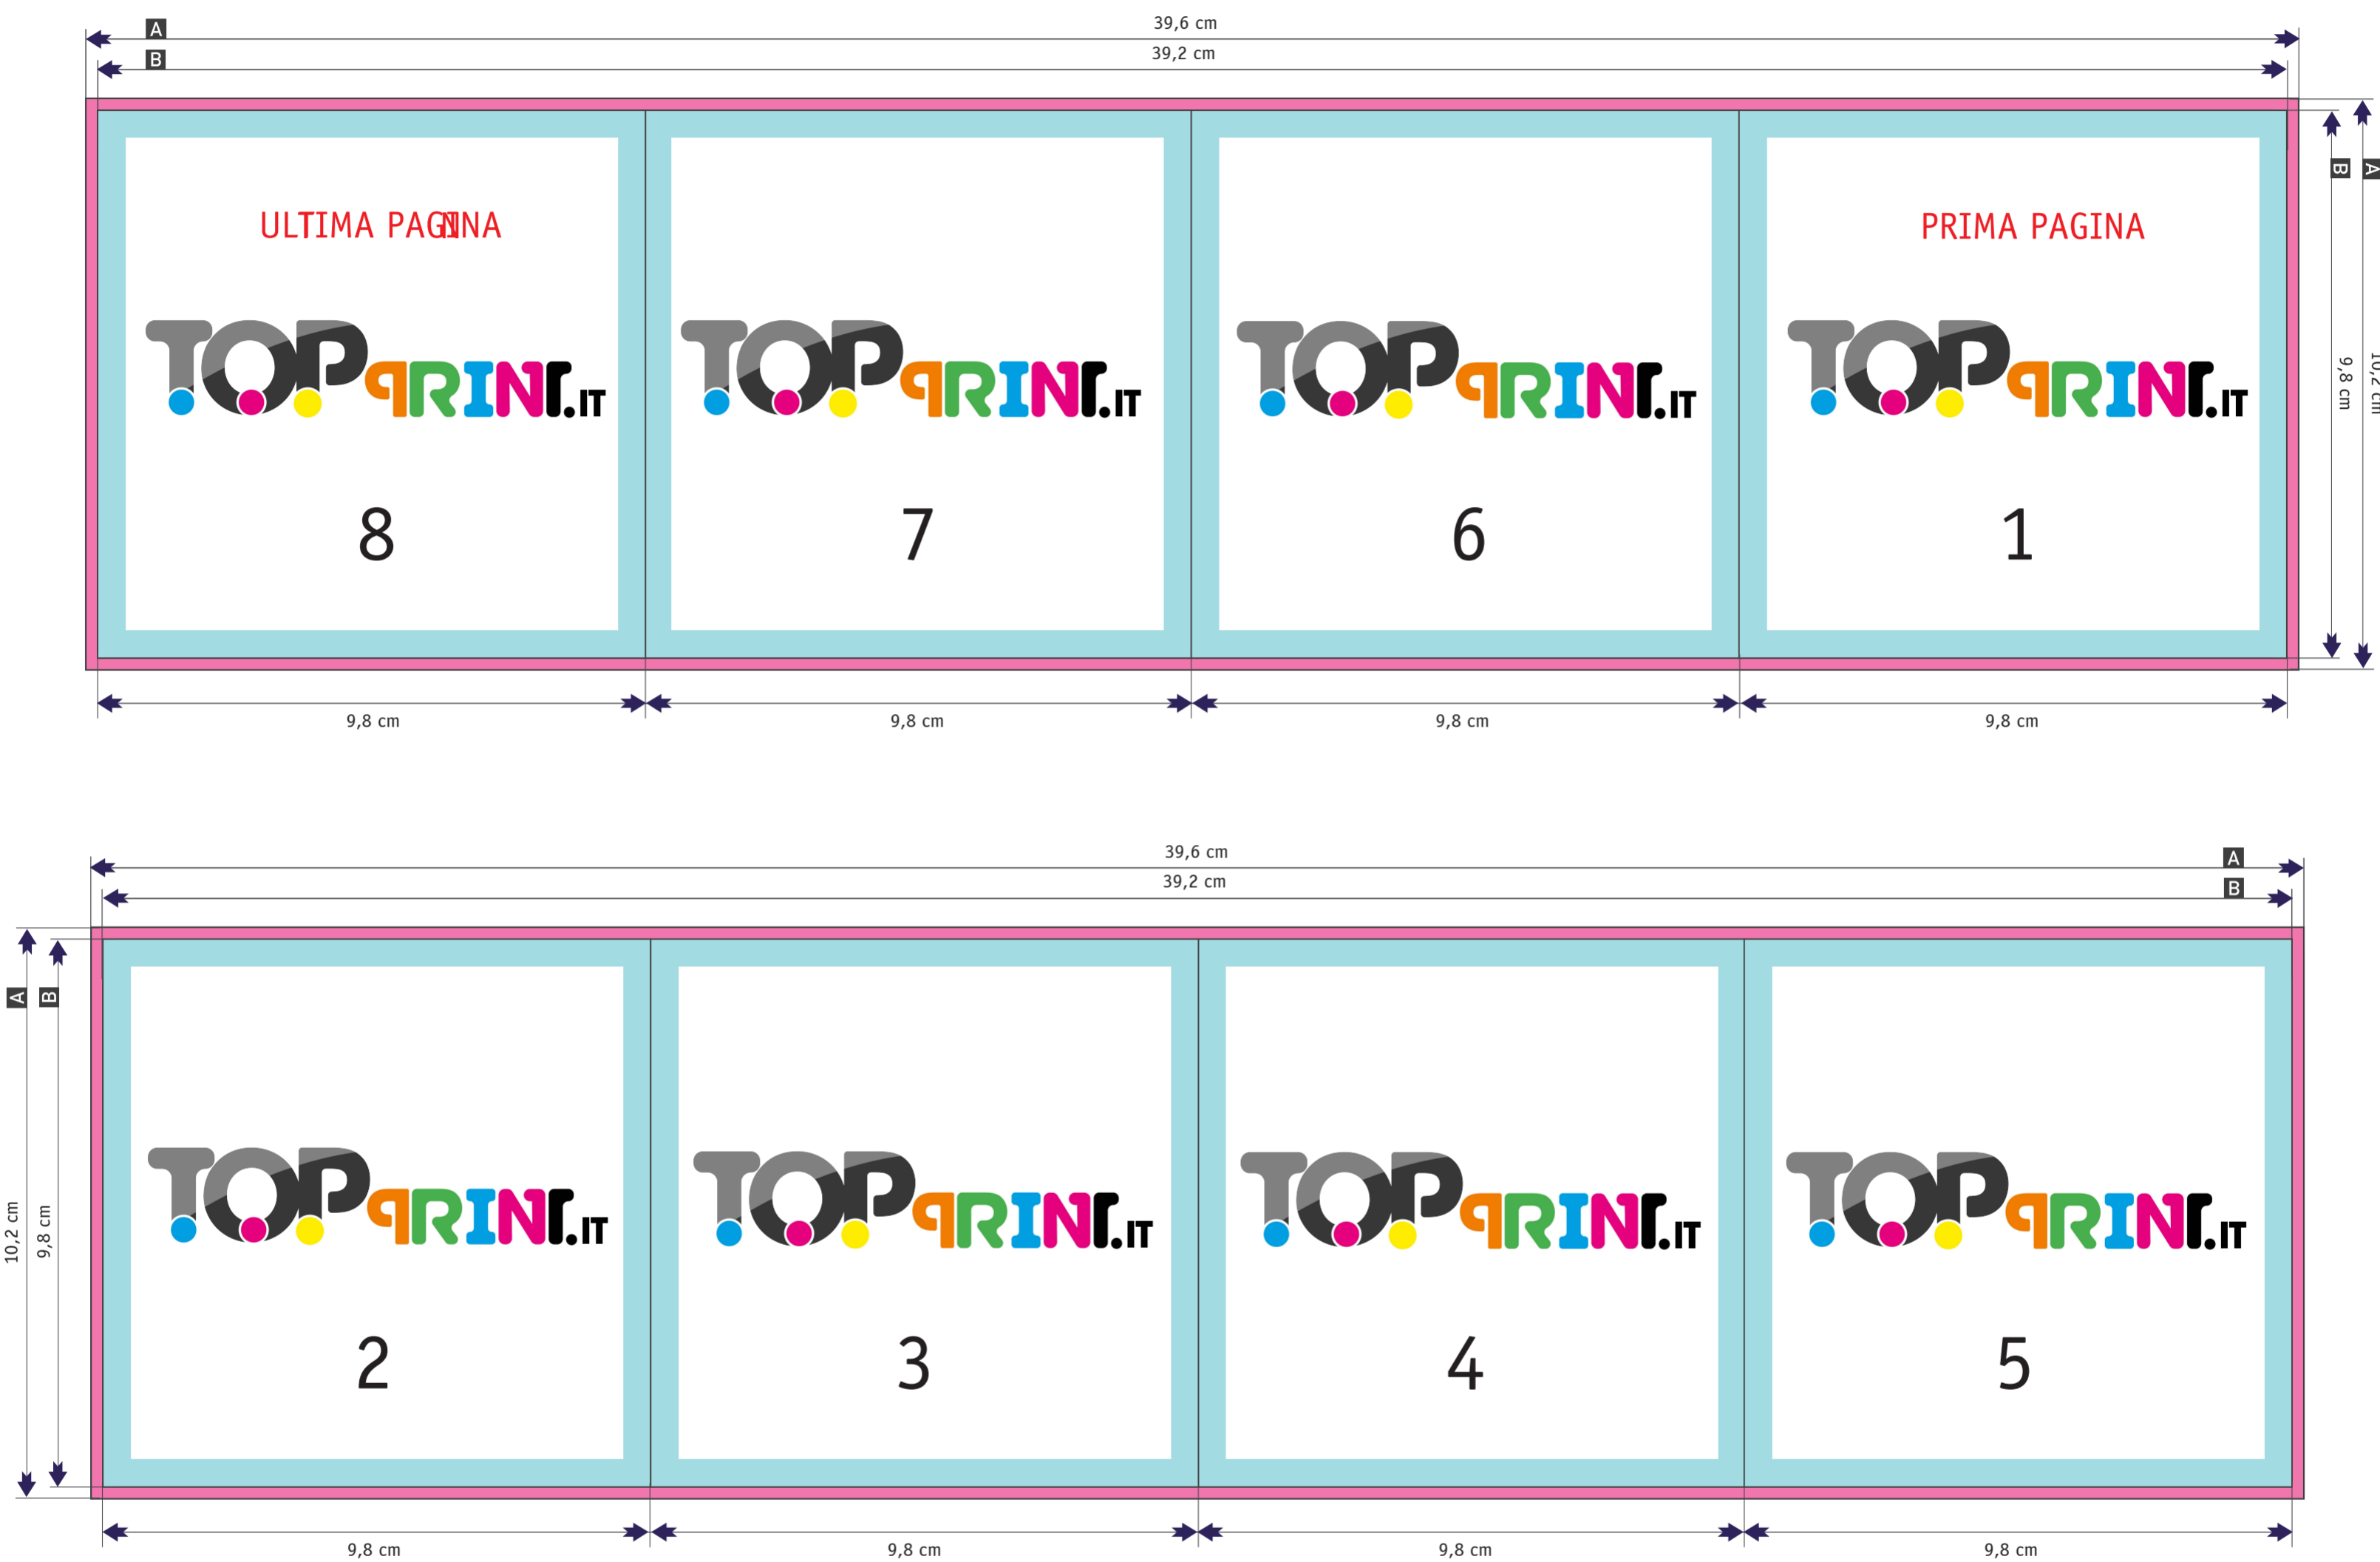 A
39,6 cm
B
39,2 cm
ULTIMA PAGINA
PRIMA PAGINA
B
A
TOPPRINT.IT
TOPPRINT.IT
TOPPRINT.IT
TOPPRINT.IT
9,8 cm
10,2 cm
8
7
6
1
9,8 cm
9,8 cm
9,8 cm
9,8 cm
39,6 cm
A
39,2 cm
B
A
B
TOPPRINT.IT
TOPPRINT.IT
TOPPRINT.IT
TOPPRINT.IT
10,2 cm
9,8 cm
2
3
4
5
9,8 cm
9,8 cm
9,8 cm
9,8 cm